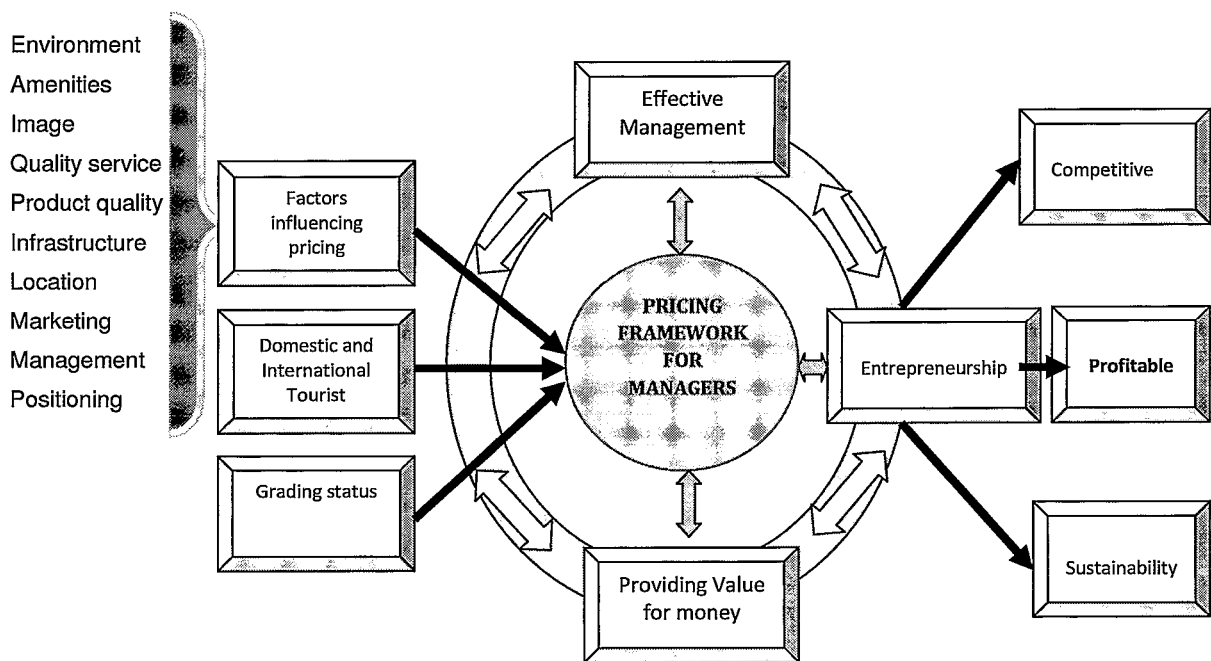 Environment
Amenities
Image
Quality service
Product quality
Infrastructure
Location
Marketing
Management
Positioning
Factors
influencing
pricing
Domestic and
International
Tourist
Grading status
Effective
Management
PRICING
FRAMEWORK
FOR
MANAGERS
Providing Value
for money
Entrepreneurship
Competitive
Profitable
Sustainability